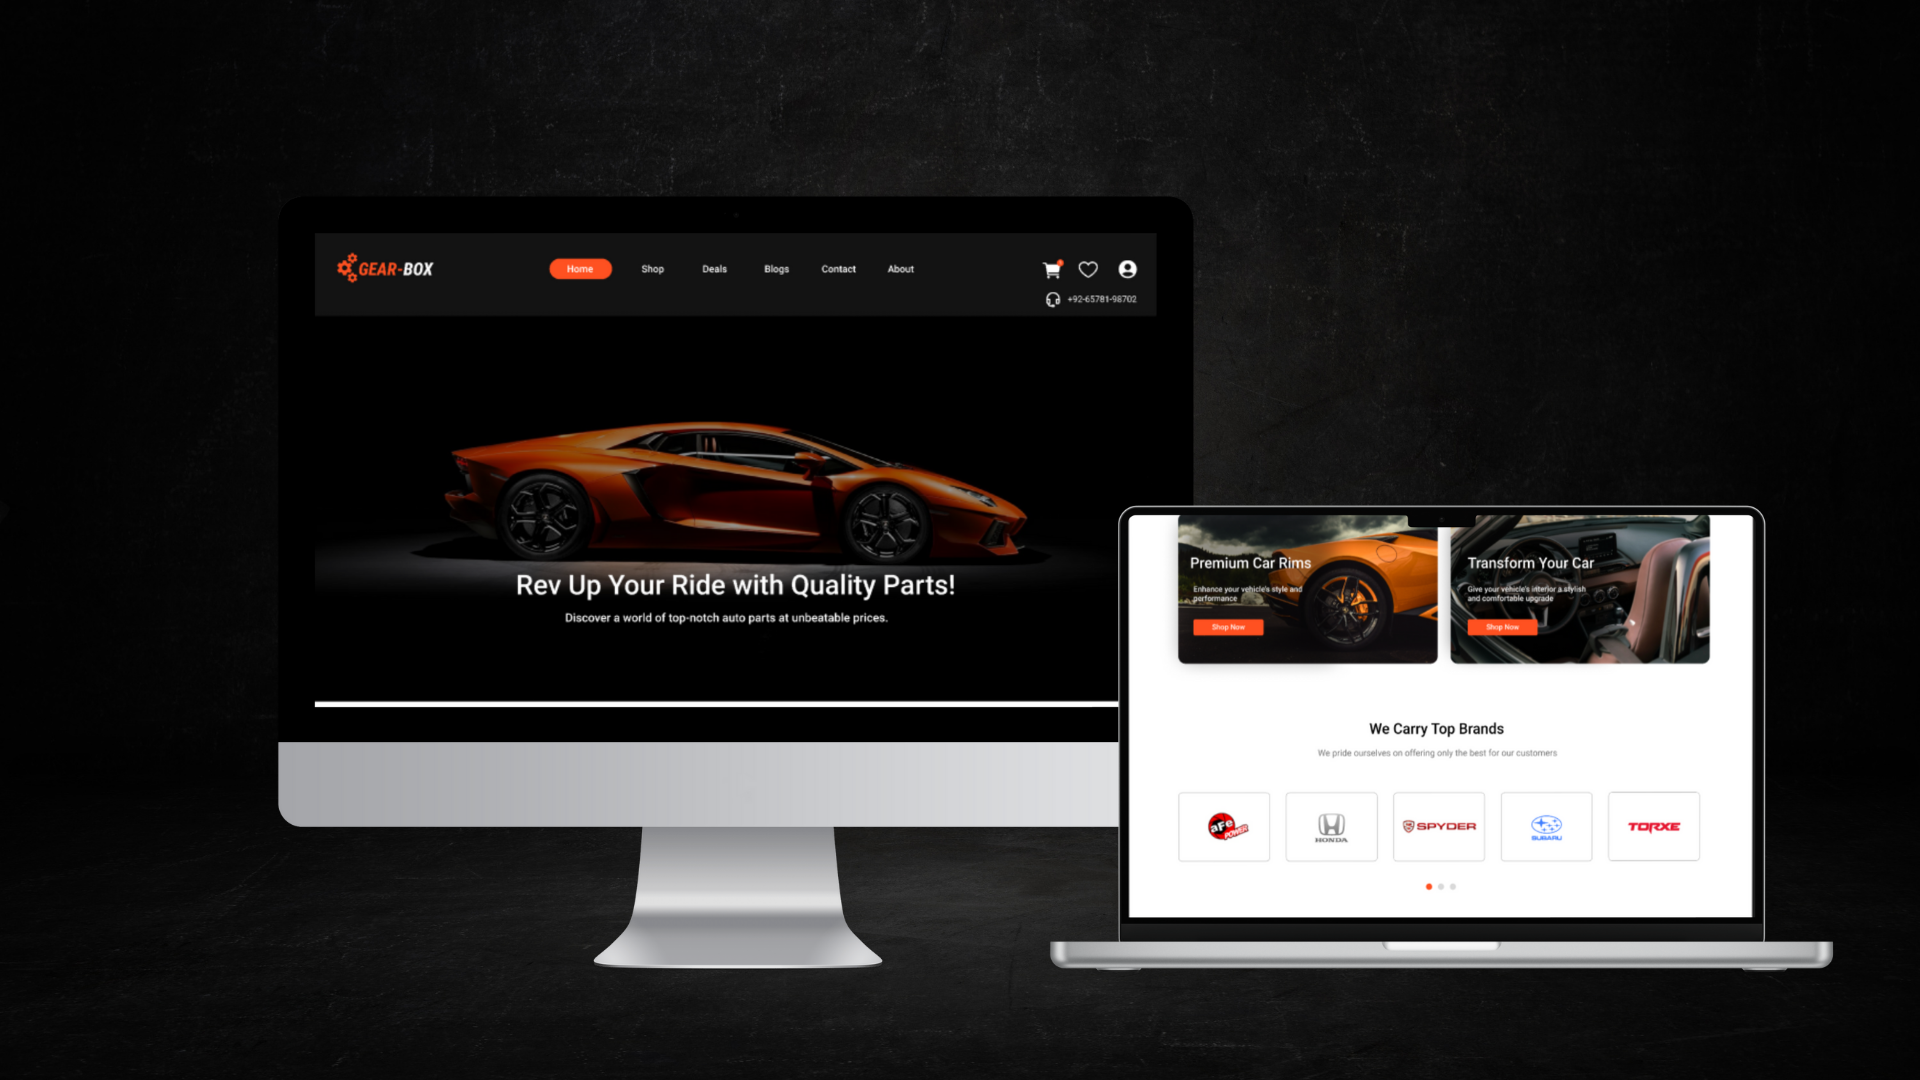 GEAR-BOX
Home Shop Deals Blogs Contact About
+92-65781-98702
Rev Up Your Ride with Quality Parts!
Discover a world of top-notch auto parts at unbeatable prices.
Premium Car Rims
Enhance your vehicle's style and
performance
Shop Now
Transform Your Car
Give your vehicle's interior a stylish
and comfortable upgrade
Shop Now
We Carry Top Brands
We pride ourselves on offering only the best for our customers
aFe POWER
HONDA
SPYDER
SUBARU
TORXE